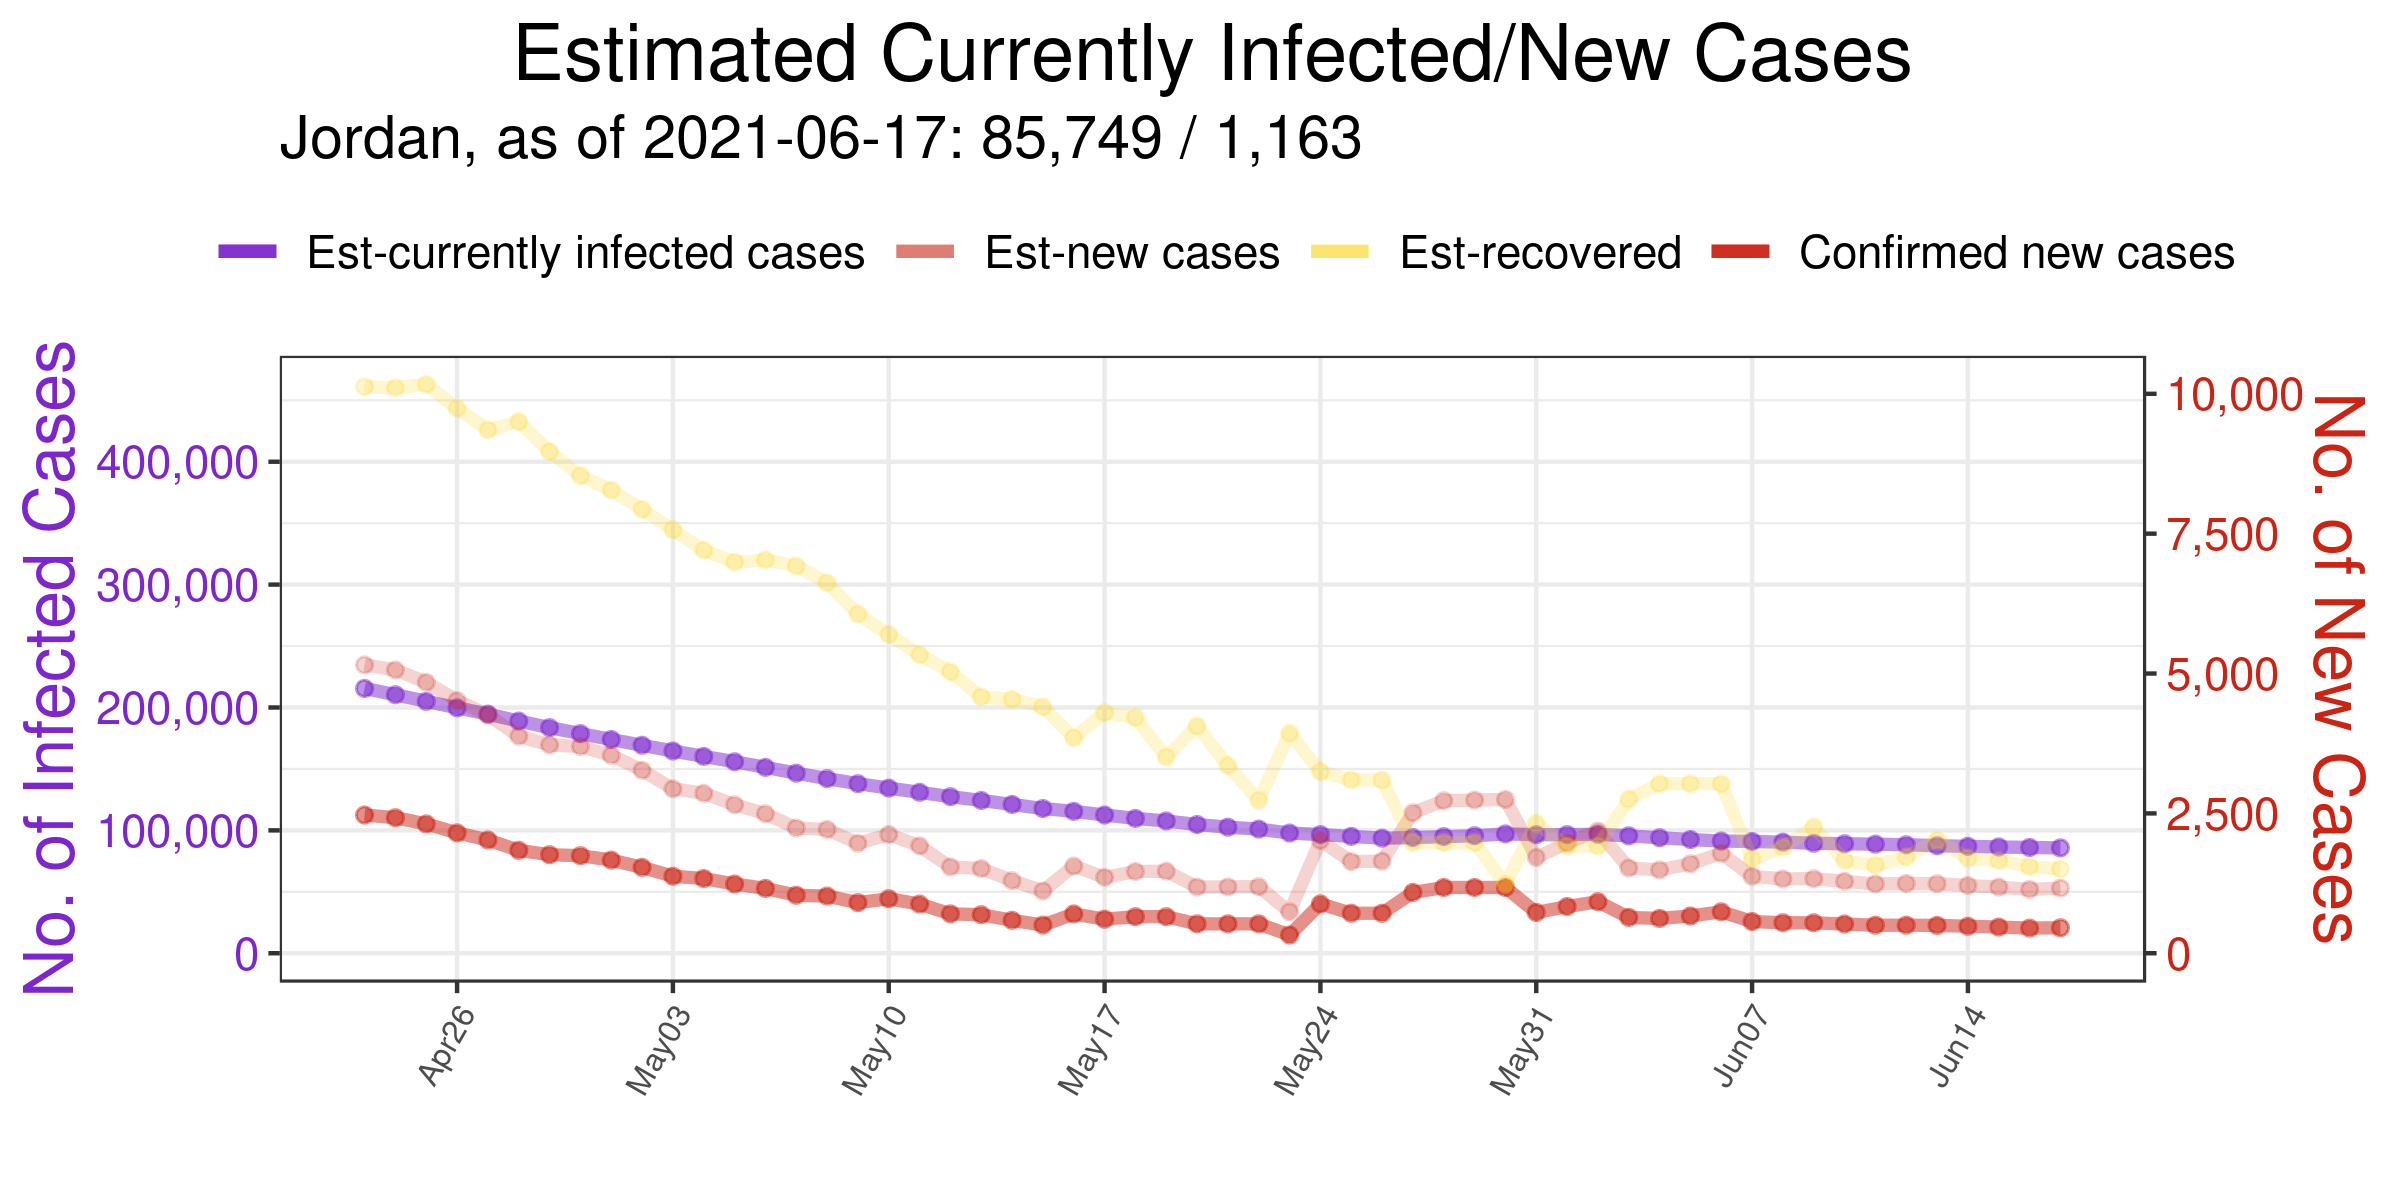 Estimated Currently Infected/New Cases
Jordan, as of 2021-06-17: 85,749 / 1,163
Est-currently infected cases Est-new cases Est-recovered Confirmed new cases
No. of Infected Cases
400,000
300,000
200,000
100,000
0
10,000
7,500
5,000
2,500
0
No. of New Cases
Apr26 May03 May10 May17 May24 May31 Jun07 Jun14